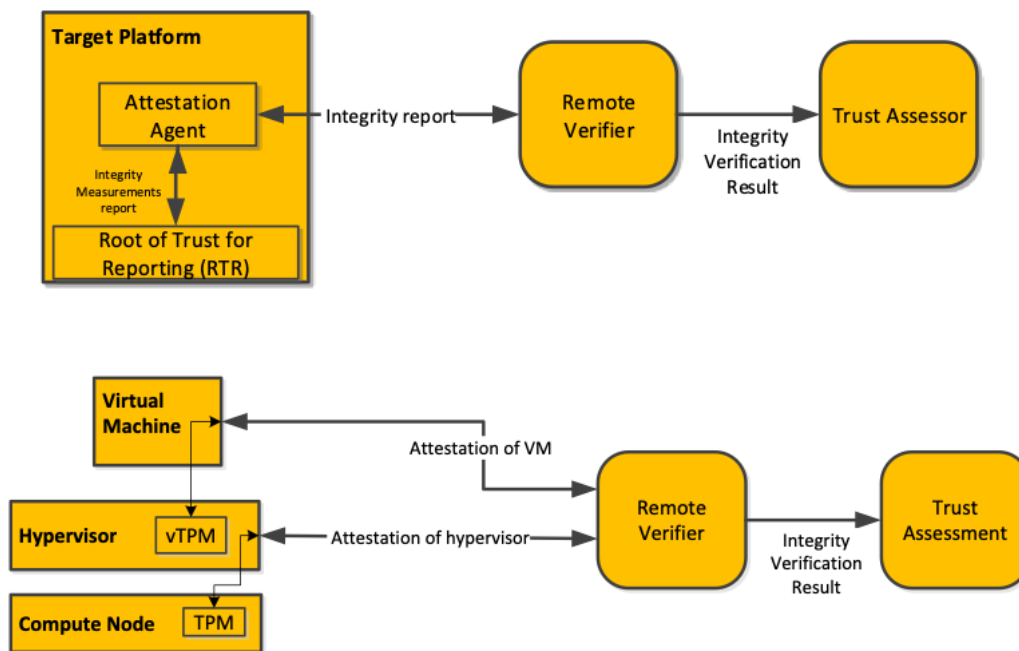 Target Platform
Attestation
Agent
Integrity report
Remote
Verifier
Trust Assessor
Integrity
Verification
Result
Integrity
Measurements
report
Root of Trust for
Reporting (RTR)
Virtual
Machine
Attestation of VM
Hypervisor
vTPM
Attestation of hypervisor
Remote
Verifier
Trust
Assessment
Integrity
Verification
Result
Compute Node
TPM